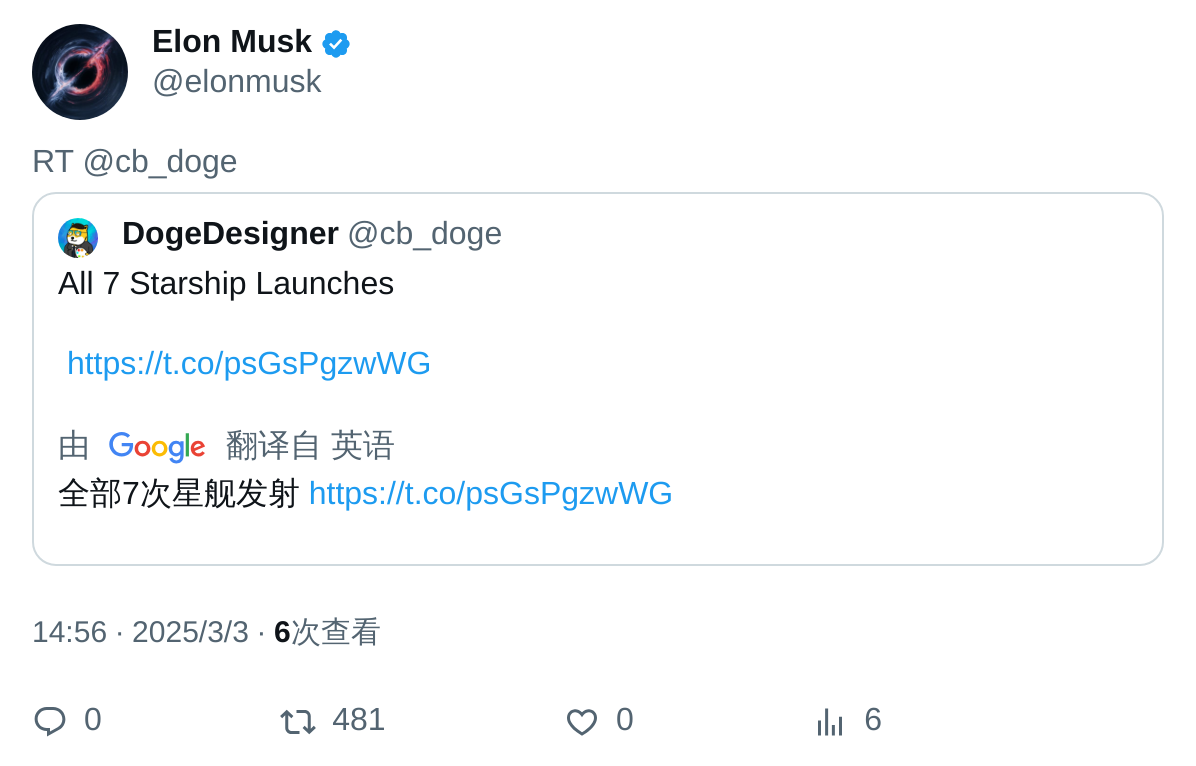 Elon Musk
@elonmusk
RT @cb_doge
DogeDesigner @cb_doge
All 7 Starship Launches
https://t.co/psGsPgzwWG
由 Google 翻译自 英语
全部7次星舰发射 https://t.co/psGsPgzwWG
14:56 · 2025/3/3 · 6次查看
0 481 0 6